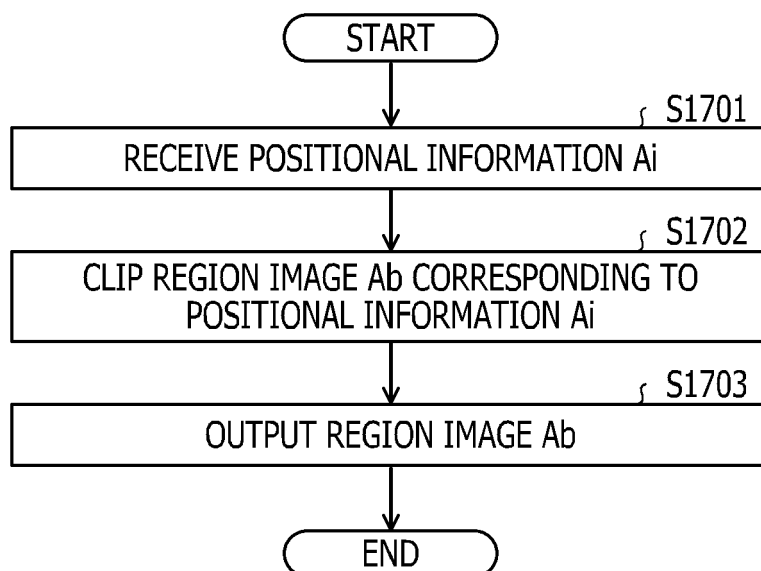 START
S1701
RECEIVE POSITIONAL INFORMATION Ai
S1702
CLIP REGION IMAGE Ab CORRESPONDING TO
POSITIONAL INFORMATION Ai
S1703
OUTPUT REGION IMAGE Ab
END